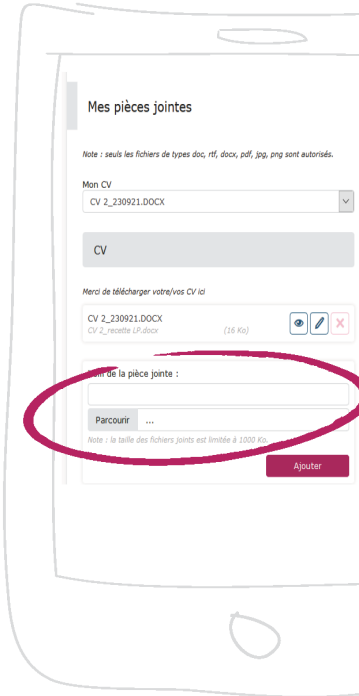 Mes pièces jointes
Note : seuls les fichiers de types doc, rtf, docx, pdf, jpg, png sont autorisés.
Mon CV
CV 2_230921.DOCX
CV
Merci de télécharger votre/vos CV ici
CV 2_230921.DOCX
CV 2_recette LP.docx (16 Ko)
de la pièce jointe :
Parcourir ...
Note : la taille des fichiers joints est limitée à 1000 Ko.
Ajouter